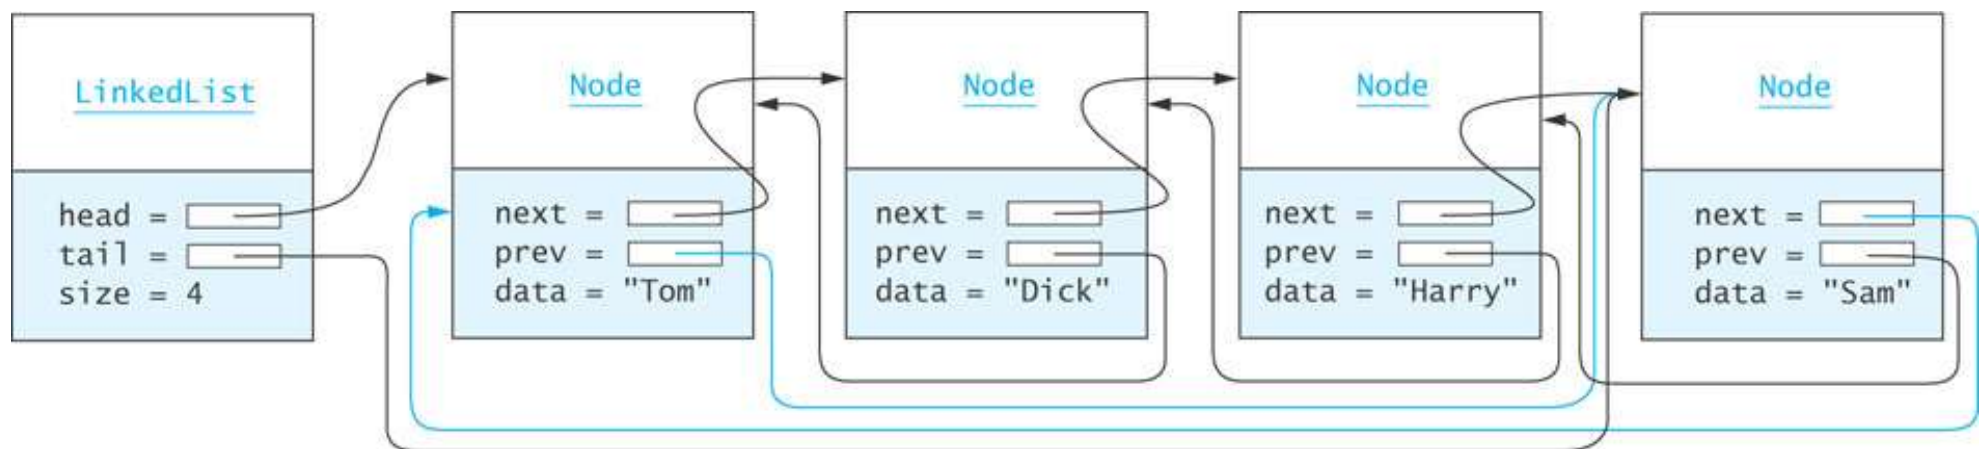 LinkedList
head =
tail =
size = 4
Node
next =
prev =
data = "Tom"
Node
next =
prev =
data = "Dick"
Node
next =
prev =
data = "Harry"
Node
next =
prev =
data = "Sam"